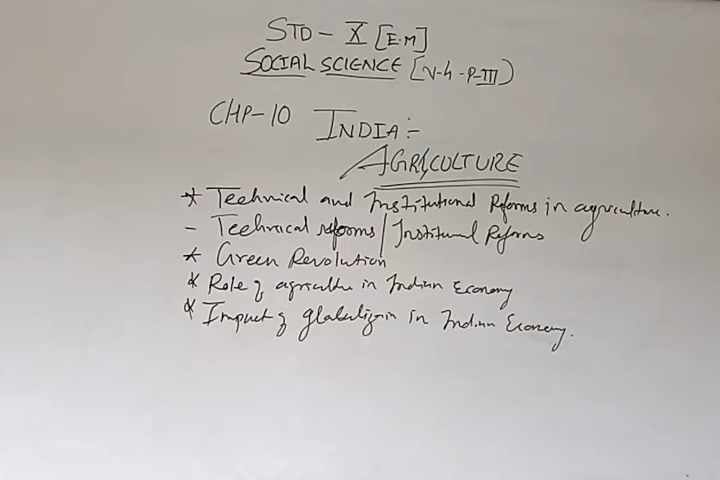 STD - X [E.M]
SOCIAL SCIENCE [V-4-P-III)
CHP-10 INDIA :-
AGRICULTURE
* Technical and Institutional Reforms in agriculture.
- Technical reforms / Institunal Reforms
* Green Revolution
* Role of agriculture in Indian Economy
* Impact of globalization in Indian Economy.